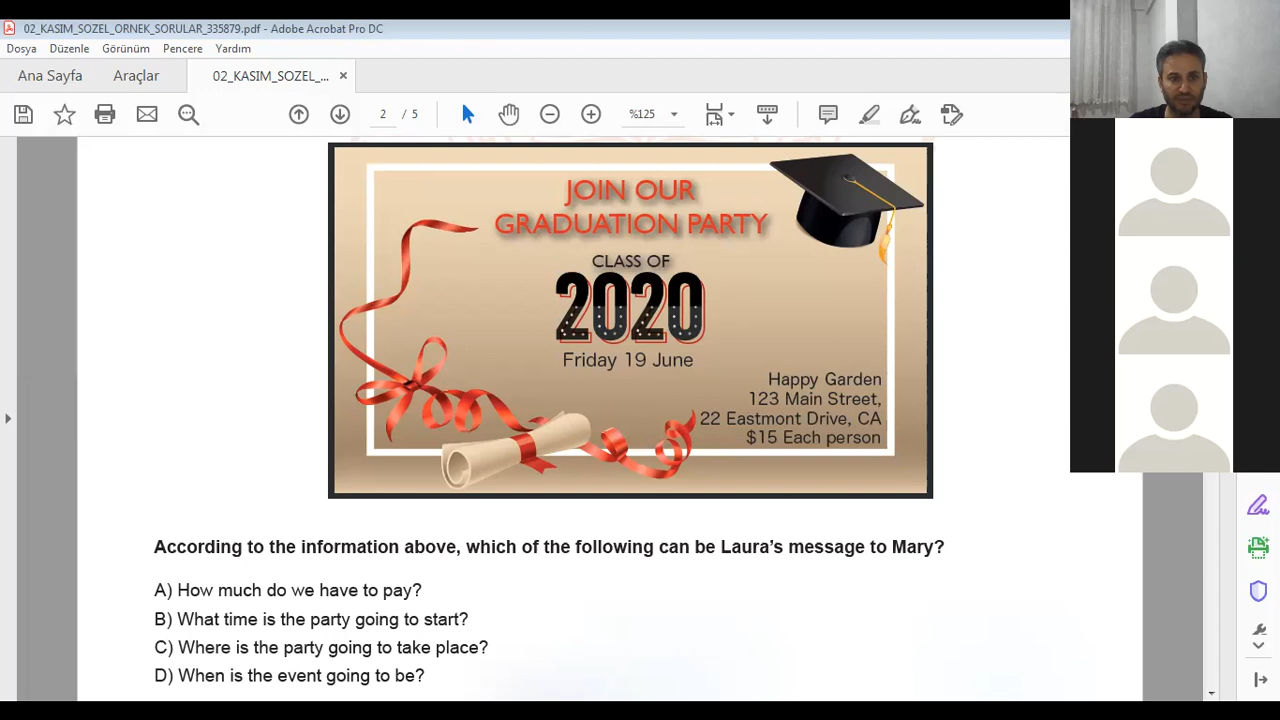 02_KASIM_SOZEL_ORNEK_SORULAR_335879.pdf - Adobe Acrobat Pro DC
Dosya Düzenle Görünüm Pencere Yardım
Ana Sayfa Araçlar 02_KASIM_SOZEL_... ×
2 / 5 %125
JOIN OUR
GRADUATION PARTY
CLASS OF
2020
Friday 19 June
Happy Garden
123 Main Street,
22 Eastmont Drive, CA
$15 Each person
According to the information above, which of the following can be Laura's message to Mary?
A) How much do we have to pay?
B) What time is the party going to start?
C) Where is the party going to take place?
D) When is the event going to be?